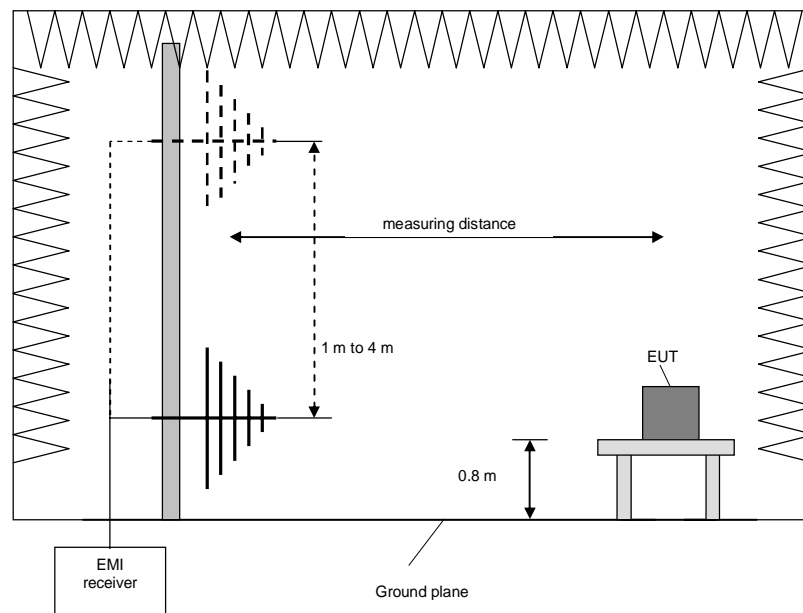 measuring distance
1 m to 4 m
EUT
0.8 m
EMI
receiver
Ground plane